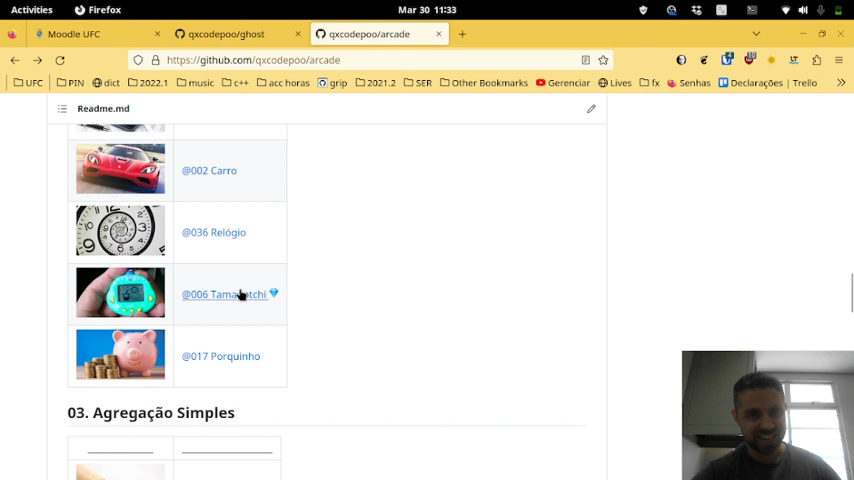 Activities Firefox Mar 30 11:33
Moodle UFC qxcodepoo/ghost qxcodepoo/arcade
https://github.com/qxcodepoo/arcade
UFC PIN dict 2022.1 music c++ acc horas grip 2021.2 SER Other Bookmarks Gerenciar Lives fx Senhas Declarações | Trello
Readme.md
@002 Carro
@036 Relógio
@006 Tamagotchi
@017 Porquinho
03. Agregação Simples